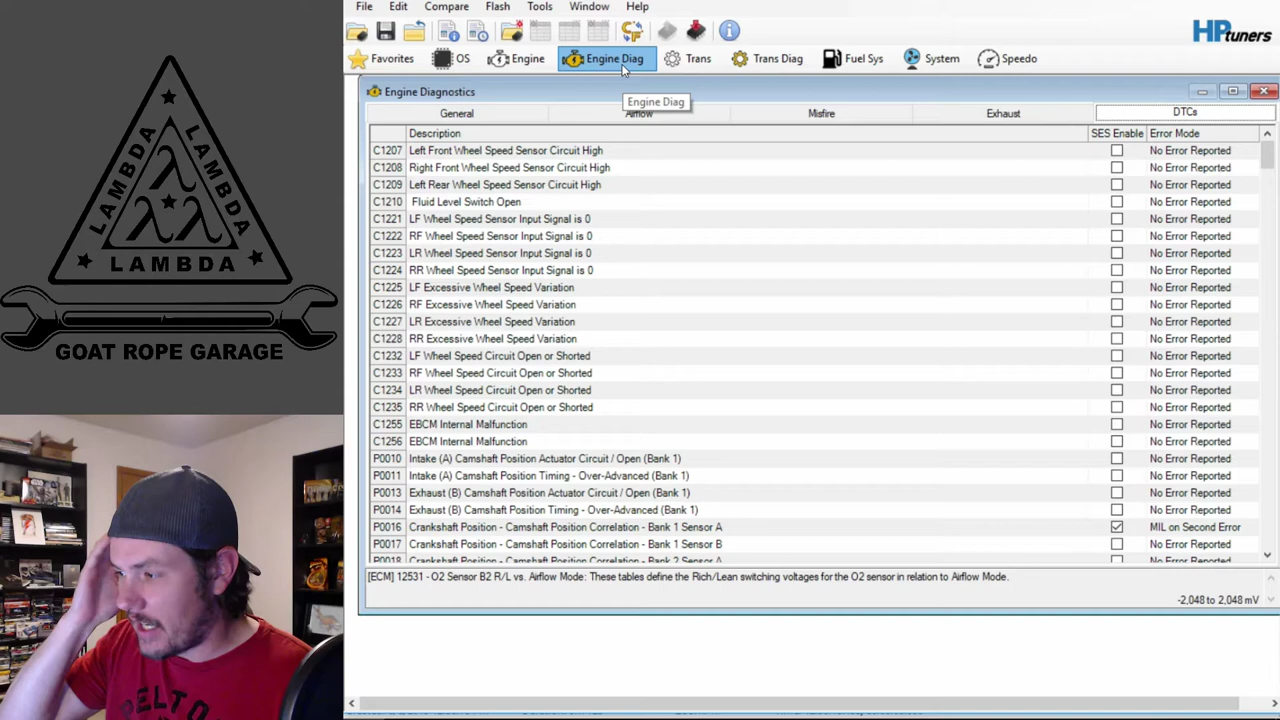 LAMBDA
LAMBDA
λλλ
LAMBDA
GOAT ROPE GARAGE
File Edit Compare Flash Tools Window Help
HPtuners
Favorites OS Engine Engine Diag Trans Trans Diag Fuel Sys System Speedo
Engine Diagnostics
Engine Diag
General Airflow Misfire Exhaust DTCs
Description SES Enable Error Mode
C1207 Left Front Wheel Speed Sensor Circuit High No Error Reported
C1208 Right Front Wheel Speed Sensor Circuit High No Error Reported
C1209 Left Rear Wheel Speed Sensor Circuit High No Error Reported
C1210 Fluid Level Switch Open No Error Reported
C1221 LF Wheel Speed Sensor Input Signal is 0 No Error Reported
C1222 RF Wheel Speed Sensor Input Signal is 0 No Error Reported
C1223 LR Wheel Speed Sensor Input Signal is 0 No Error Reported
C1224 RR Wheel Speed Sensor Input Signal is 0 No Error Reported
C1225 LF Excessive Wheel Speed Variation No Error Reported
C1226 RF Excessive Wheel Speed Variation No Error Reported
C1227 LR Excessive Wheel Speed Variation No Error Reported
C1228 RR Excessive Wheel Speed Variation No Error Reported
C1232 LF Wheel Speed Circuit Open or Shorted No Error Reported
C1233 RF Wheel Speed Circuit Open or Shorted No Error Reported
C1234 LR Wheel Speed Circuit Open or Shorted No Error Reported
C1235 RR Wheel Speed Circuit Open or Shorted No Error Reported
C1255 EBCM Internal Malfunction No Error Reported
C1256 EBCM Internal Malfunction No Error Reported
P0010 Intake (A) Camshaft Position Actuator Circuit / Open (Bank 1) No Error Reported
P0011 Intake (A) Camshaft Position Timing - Over-Advanced (Bank 1) No Error Reported
P0013 Exhaust (B) Camshaft Position Actuator Circuit / Open (Bank 1) No Error Reported
P0014 Exhaust (B) Camshaft Position Timing - Over-Advanced (Bank 1) No Error Reported
P0016 Crankshaft Position - Camshaft Position Correlation - Bank 1 Sensor A MIL on Second Error
P0017 Crankshaft Position - Camshaft Position Correlation - Bank 1 Sensor B No Error Reported
P0018 Crankshaft Position - Camshaft Position Correlation - Bank 2 Sensor A No Error Reported
[ECM] 12531 - O2 Sensor B2 R/L vs. Airflow Mode: These tables define the Rich/Lean switching voltages for the O2 sensor in relation to Airflow Mode.
-2,048 to 2,048 mV
DELTO